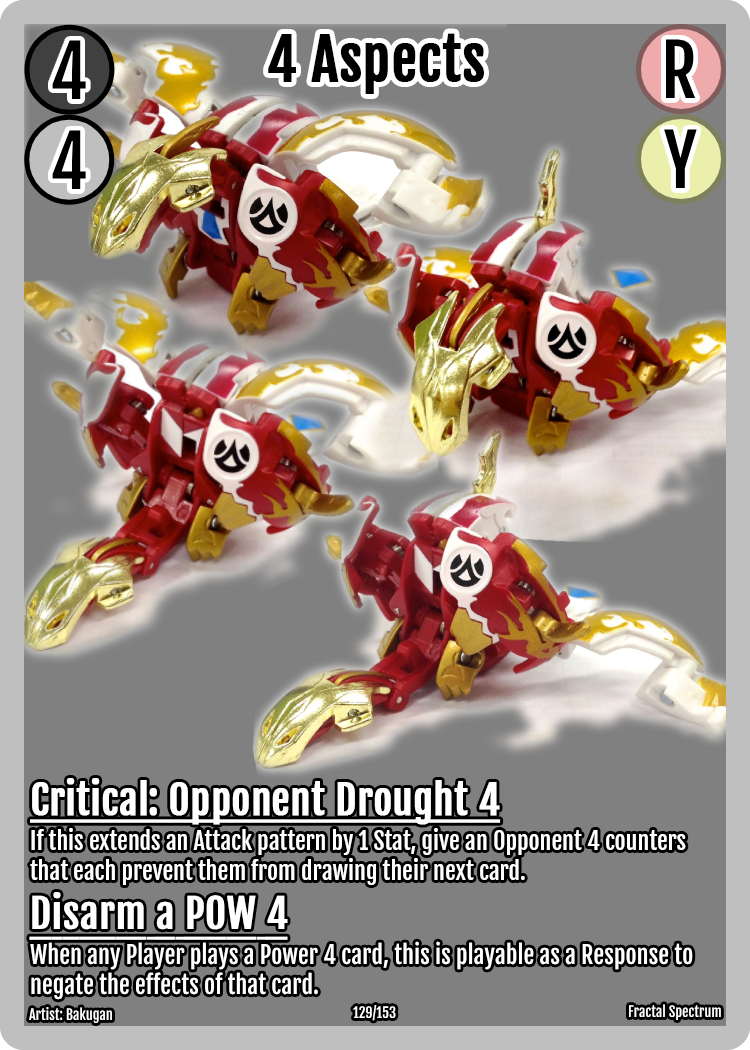 4
4 Aspects
R
4
Y
Critical: Opponent Drought 4
If this extends an Attack pattern by 1 Stat, give an Opponent 4 counters
that each prevent them from drawing their next card.
Disarm a POW 4
When any Player plays a Power 4 card, this is playable as a Response to
negate the effects of that card.
Artist: Bakugan
129/153
Fractal Spectrum